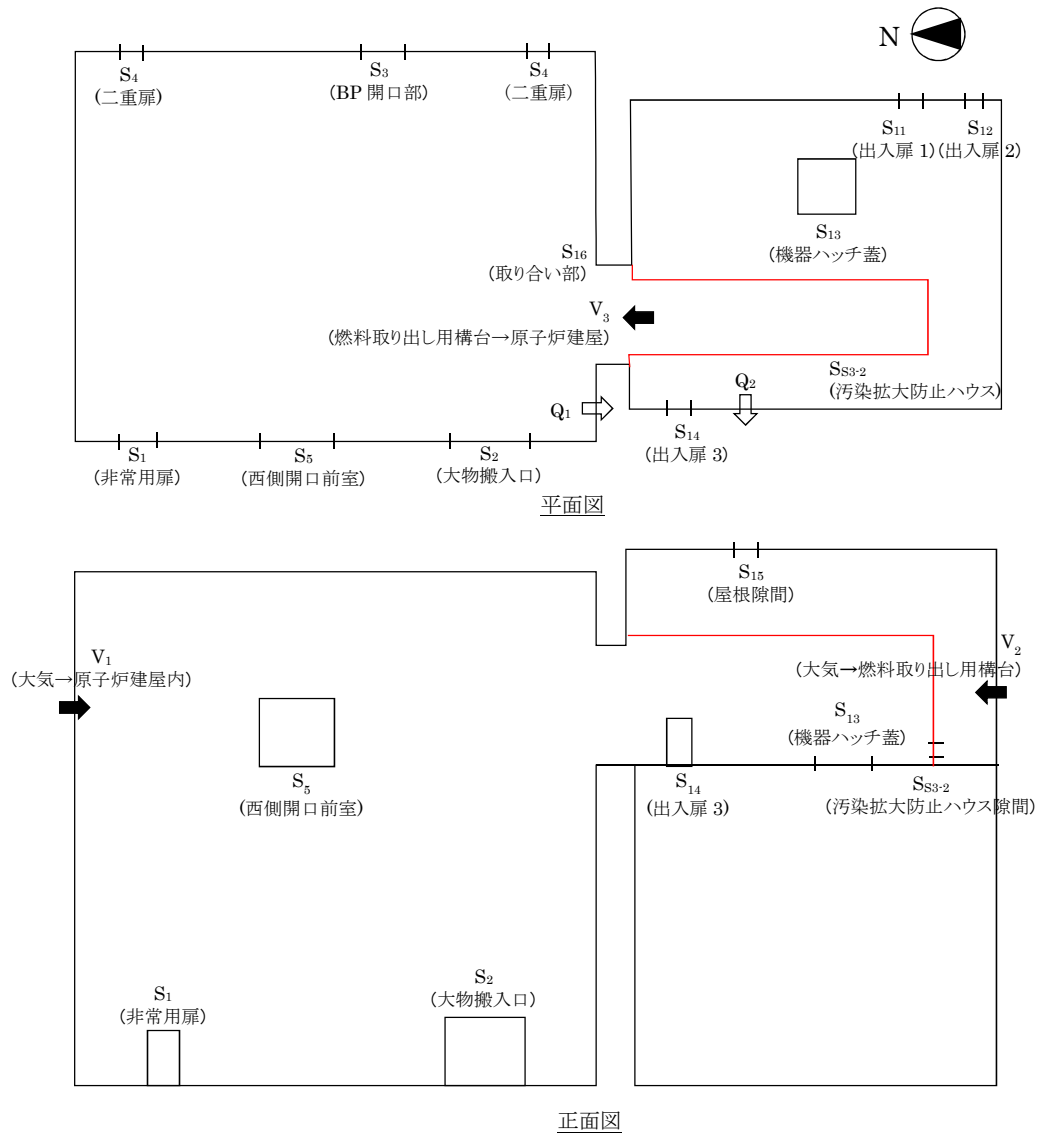 N
S4
(二重扉)
S3
(BP 開口部)
S4
(二重扉)
S11
(出入扉 1)
S12
(出入扉 2)
S13
(機器ハッチ蓋)
S16
(取り合い部)
V3
(燃料取り出し用構台→原子炉建屋)
SS3-2
(汚染拡大防止ハウス)
Q1
Q2
S14
(出入扉 3)
S1
(非常用扉)
S5
(西側開口前室)
S2
(大物搬入口)
平面図
S15
(屋根隙間)
V1
(大気→原子炉建屋内)
V2
(大気→燃料取り出し用構台)
S13
(機器ハッチ蓋)
S5
(西側開口前室)
S14
(出入扉 3)
SS3-2
(汚染拡大防止ハウス隙間)
S2
(大物搬入口)
S1
(非常用扉)
正面図